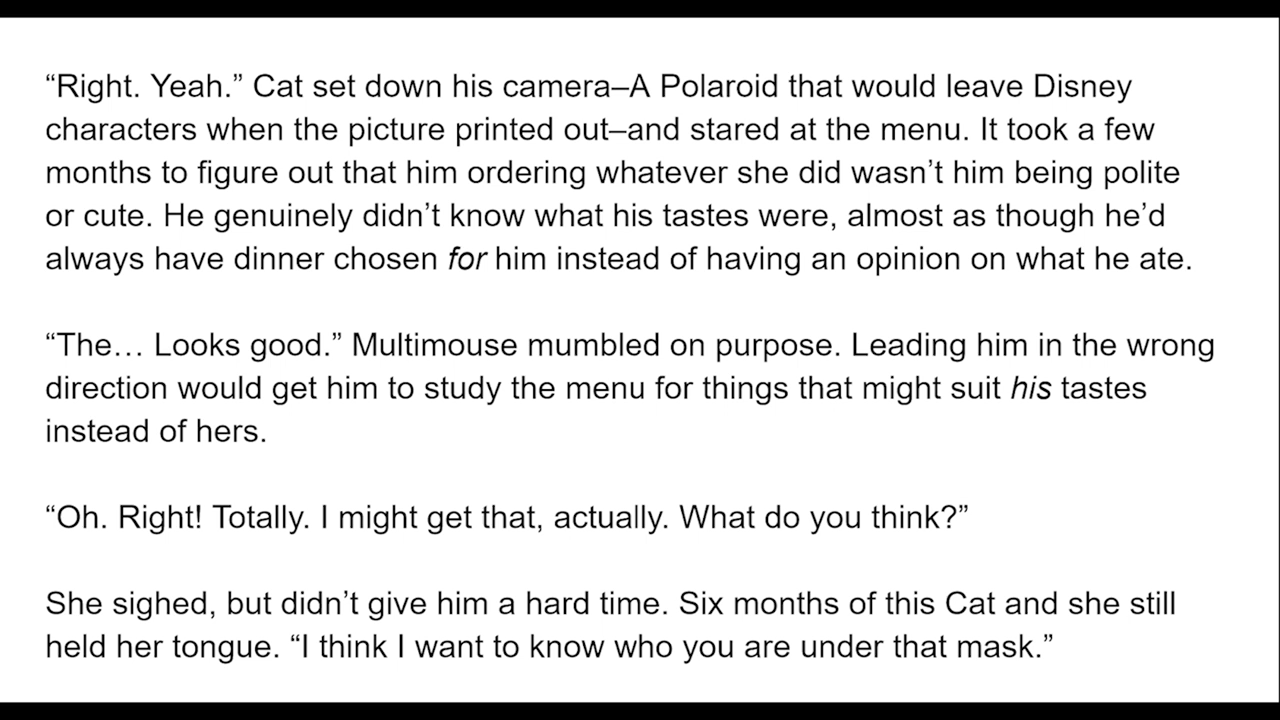 “Right. Yeah.” Cat set down his camera–A Polaroid that would leave Disney
characters when the picture printed out–and stared at the menu. It took a few
months to figure out that him ordering whatever she did wasn’t him being polite
or cute. He genuinely didn’t know what his tastes were, almost as though he’d
always have dinner chosen for him instead of having an opinion on what he ate.
“The… Looks good.” Multimouse mumbled on purpose. Leading him in the wrong
direction would get him to study the menu for things that might suit his tastes
instead of hers.
“Oh. Right! Totally. I might get that, actually. What do you think?”
She sighed, but didn’t give him a hard time. Six months of this Cat and she still
held her tongue. “I think I want to know who you are under that mask.”